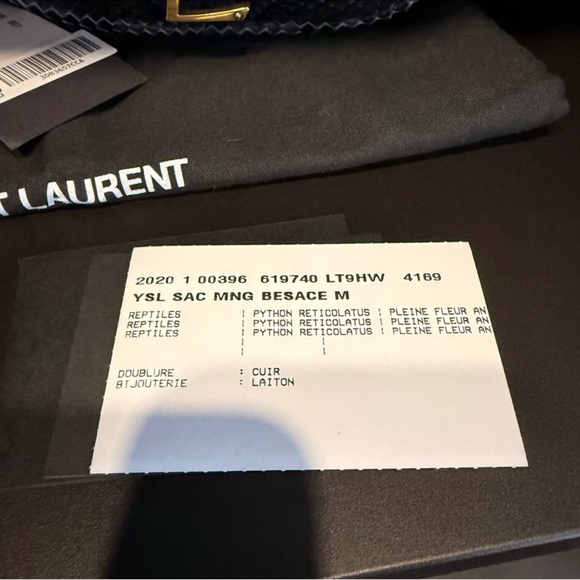 3DB3657CCA
T LAURENT
2020 1 00396 619740 LT9HW 4169
YSL SAC MNG BESACE M
REPTILES | PYTHON RETICOLATUS | PLEINE FLEUR AN
REPTILES | PYTHON RETICOLATUS | PLEINE FLEUR AN
REPTILES | PYTHON RETICOLATUS | PLEINE FLEUR AN
| |
|
DOUBLURE : CUIR
BIJOUTERIE : LAITON